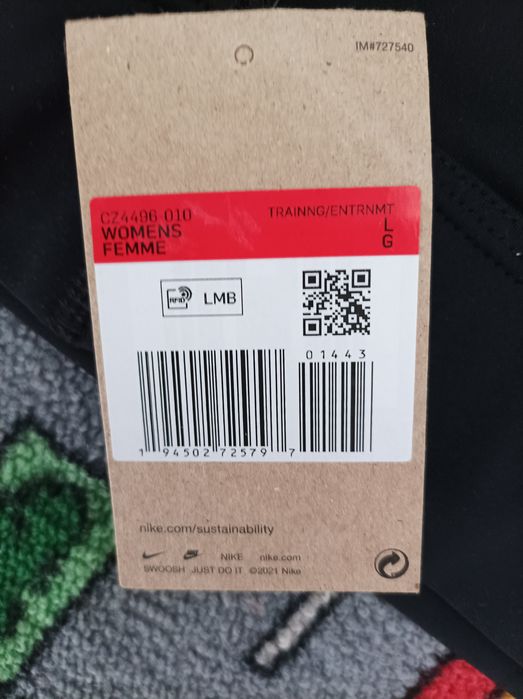 IM#727540
CZ4496 010 TRAINNG/ENTRNMT
WOMENS L
FEMME G
RFID LMB
01443
1 94502 72579 7
nike.com/sustainability
NIKE nike.com
SWOOSH JUST DO IT ©2021 Nike